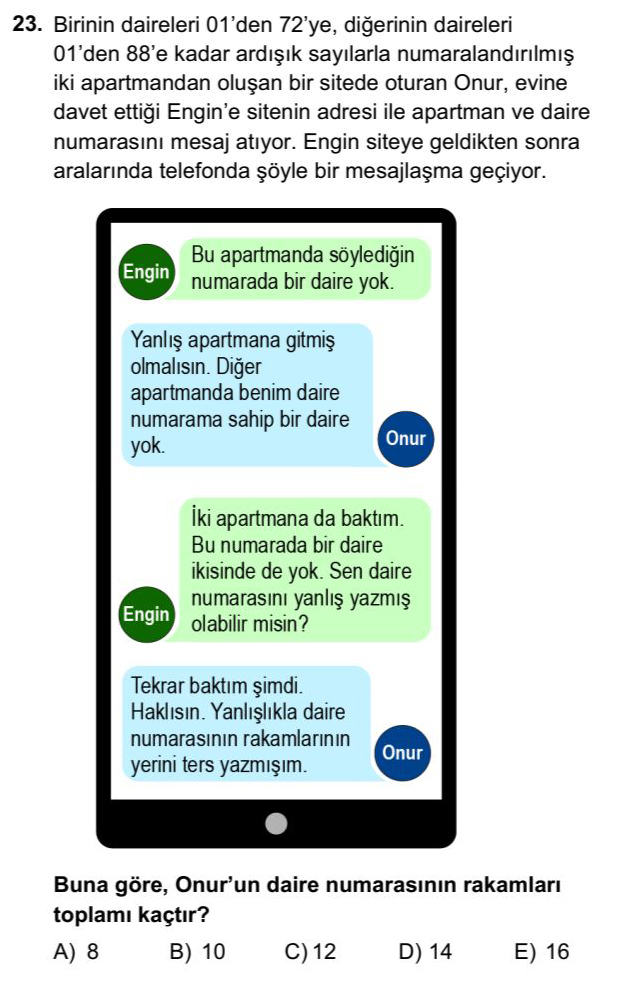 23. Birinin daireleri 01’den 72’ye, diğerinin daireleri
01’den 88’e kadar ardışık sayılarla numaralandırılmış
iki apartmandan oluşan bir sitede oturan Onur, evine
davet ettiği Engin’e sitenin adresi ile apartman ve daire
numarasını mesaj atıyor. Engin siteye geldikten sonra
aralarında telefonda şöyle bir mesajlaşma geçiyor.
Engin
Bu apartmanda söylediğin
numarada bir daire yok.
Yanlış apartmana gitmiş
olmalısın. Diğer
apartmanda benim daire
numarama sahip bir daire
yok.
Onur
İki apartmana da baktım.
Bu numarada bir daire
ikisinde de yok. Sen daire
numarasını yanlış yazmış
olabilir misin?
Engin
Tekrar baktım şimdi.
Haklısın. Yanlışlıkla daire
numarasının rakamlarının
yerini ters yazmışım.
Onur
Buna göre, Onur’un daire numarasının rakamları
toplamı kaçtır?
A) 8 B) 10 C) 12 D) 14 E) 16